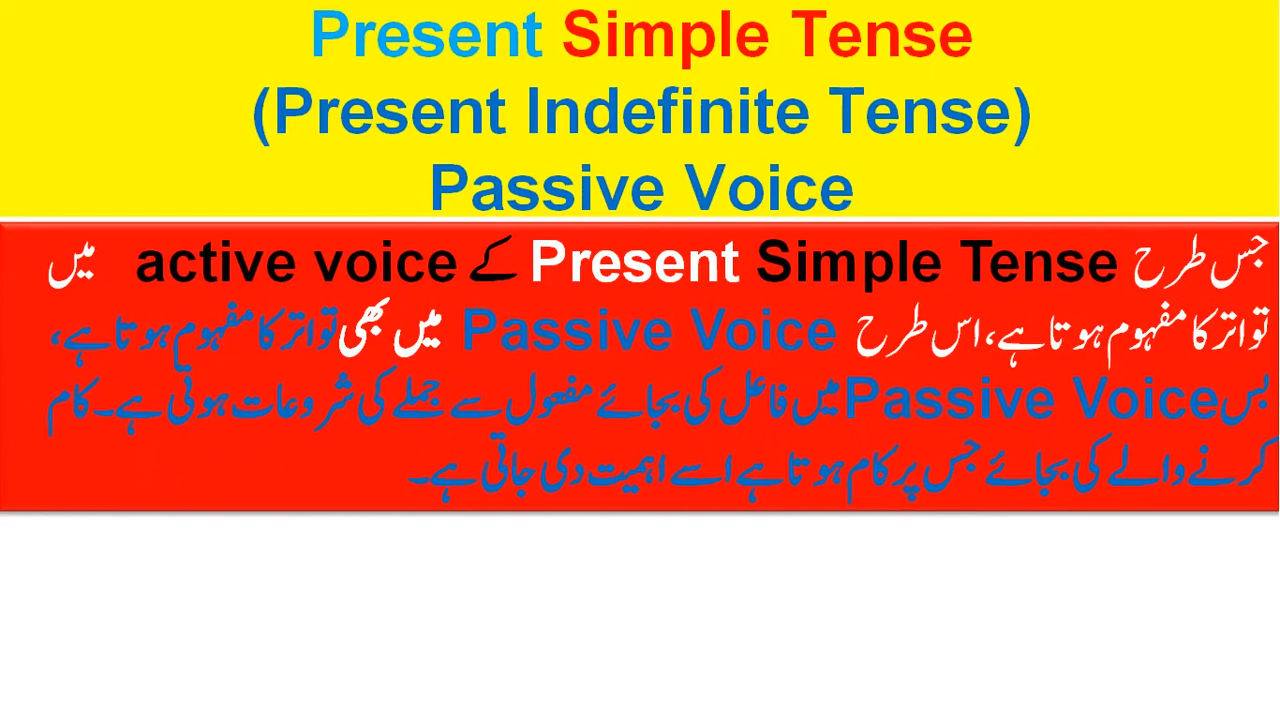 Present Simple Tense
(Present Indefinite Tense)
Passive Voice
جس طرح Present Simple Tense کے active voice میں
تواتر کا مفہوم ہوتا ہے، اس طرح Passive Voice میں بھی تواتر کا مفہوم ہوتا ہے،
بس Passive Voice میں فاعل کی بجائے مفعول سے جملے کی شروعات ہوتی ہے۔ کام
کرنے والے کی بجائے جس پر کام ہوتا ہے اسے اہمیت دی جاتی ہے۔